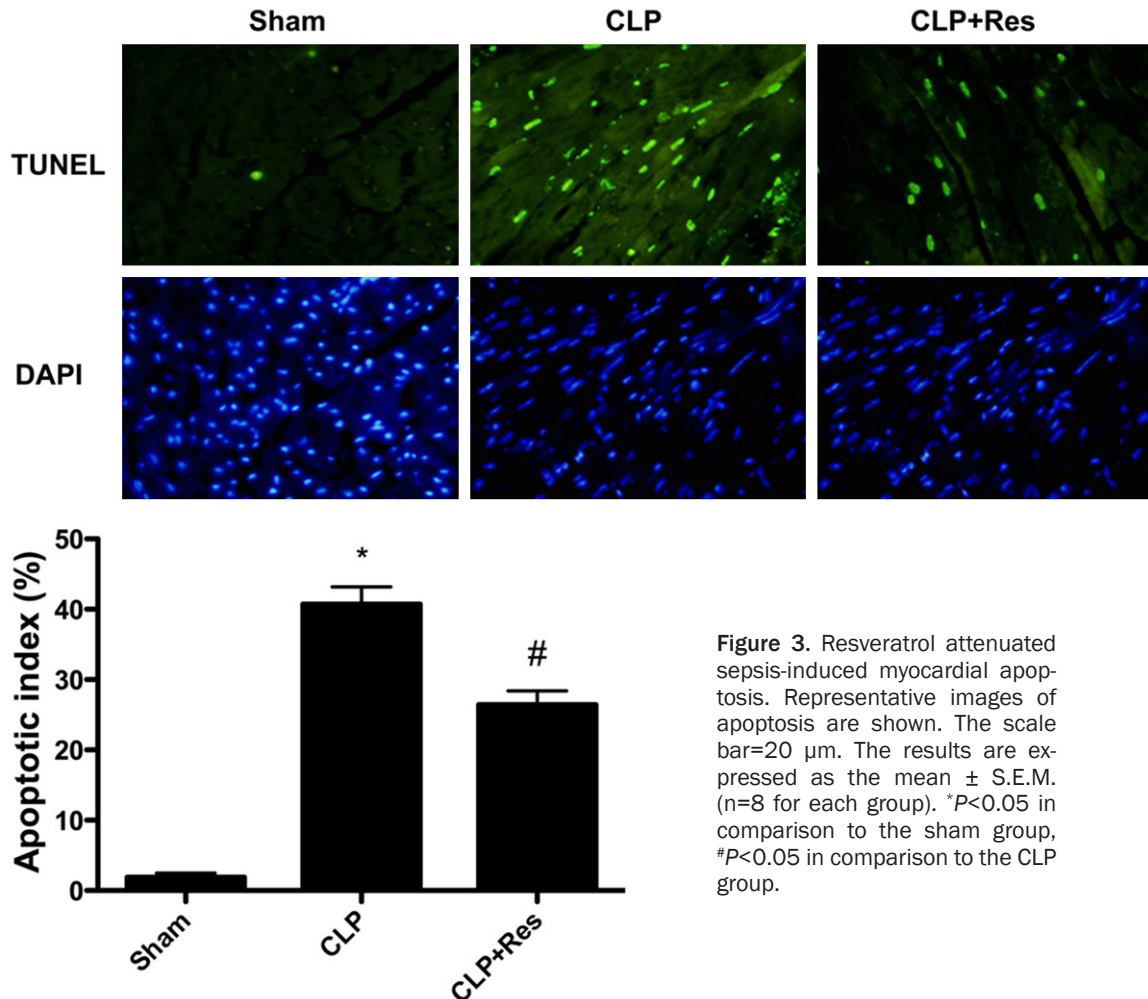 Sham CLP CLP+Res
TUNEL
DAPI
Apoptotic index (%)
50
40
30
20
10
0
*
#
Sham
CLP
CLP+Res
Figure 3. Resveratrol attenuated
sepsis-induced myocardial apop-
tosis. Representative images of
apoptosis are shown. The scale
bar=20 µm. The results are ex-
pressed as the mean ± S.E.M.
(n=8 for each group). *P<0.05 in
comparison to the sham group,
#P<0.05 in comparison to the CLP
group.